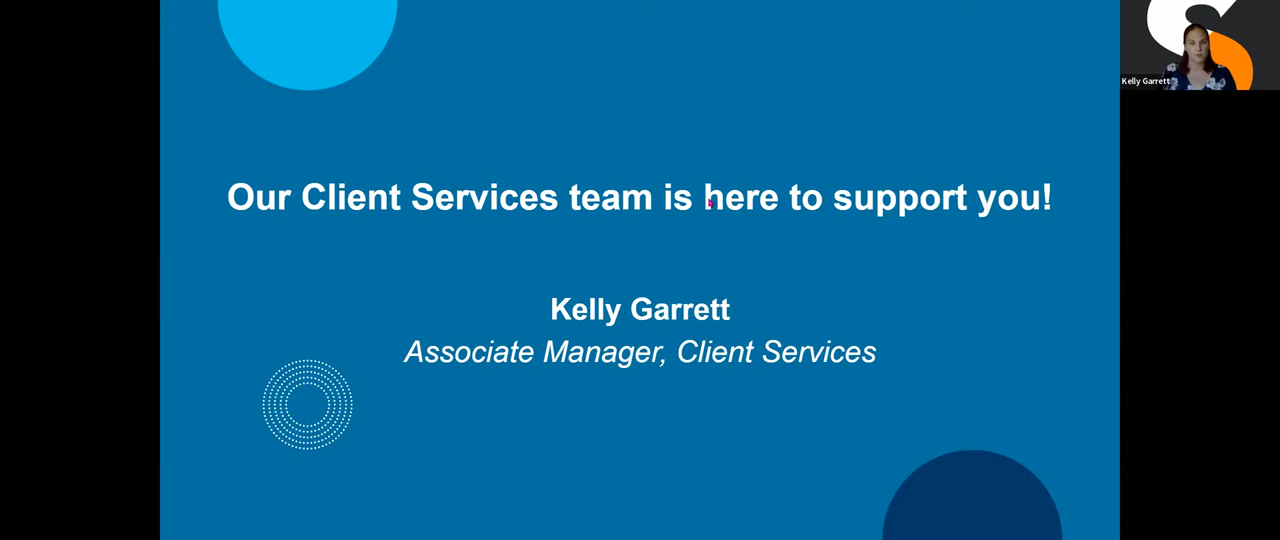 Our Client Services team is here to support you!
Kelly Garrett
Associate Manager, Client Services
Kelly Garrett